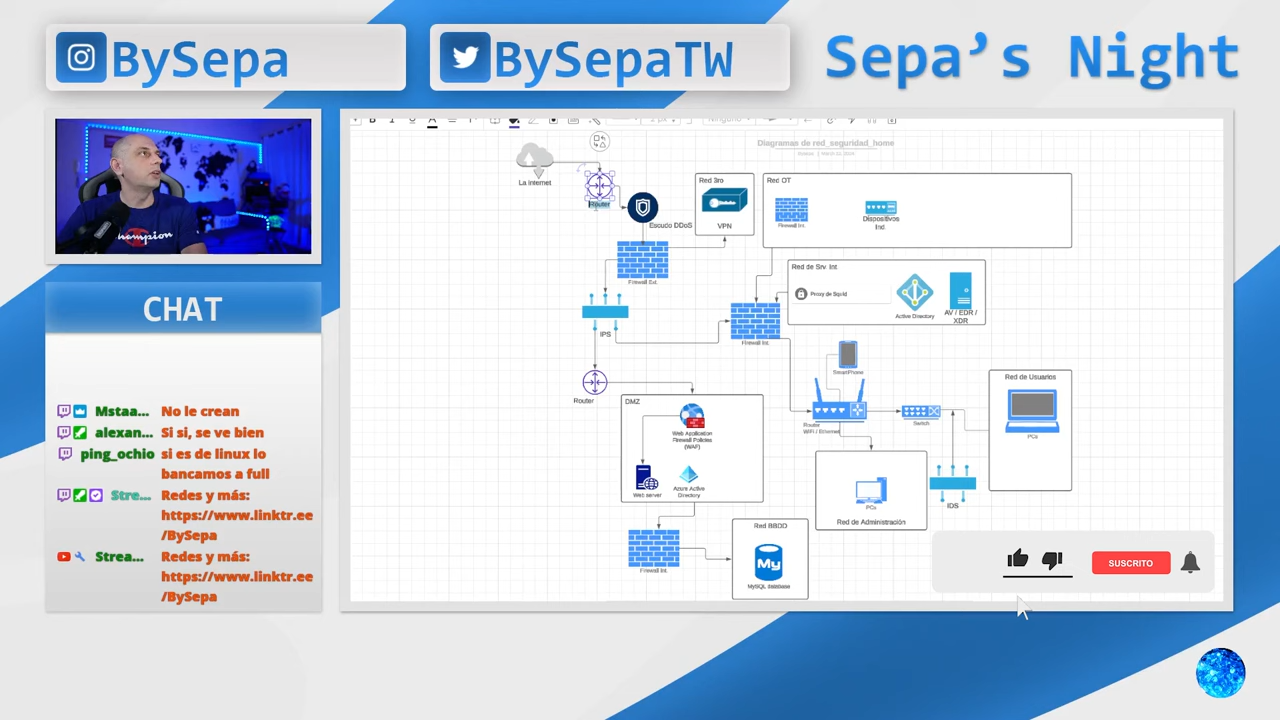 BySepa
BySepaTW
Sepa's Night
Diagramas de red_seguridad_home
La Internet
Router
Escudo DDoS
Red Bro
VPN
Red OT
Firewall Int.
Dispositivos
Ind
Firewall Ext.
Red de Srv. Int
Proxy de Squid
Active Directory
AV / EDR /
XDR
IPS
Firewall Int.
SmartPhone
Router
DMZ
Web Application
Firewall Policies
(WAF)
Web server
Azure Active
Directory
Router
WIFI / Ethernet
Switch
Red de Usuarios
PCs
PCs
Red de Administración
IDS
Firewall Int.
Red BBDD
My
MySQL database
SUSCRITO
CHAT
Mstaa... No le crean
alexan... Si si, se ve bien
ping_ochio si es de linux lo
bancamos a full
Stre... Redes y más:
https://www.linktr.ee
/BySepa
Strea... Redes y más:
https://www.linktr.ee
/BySepa